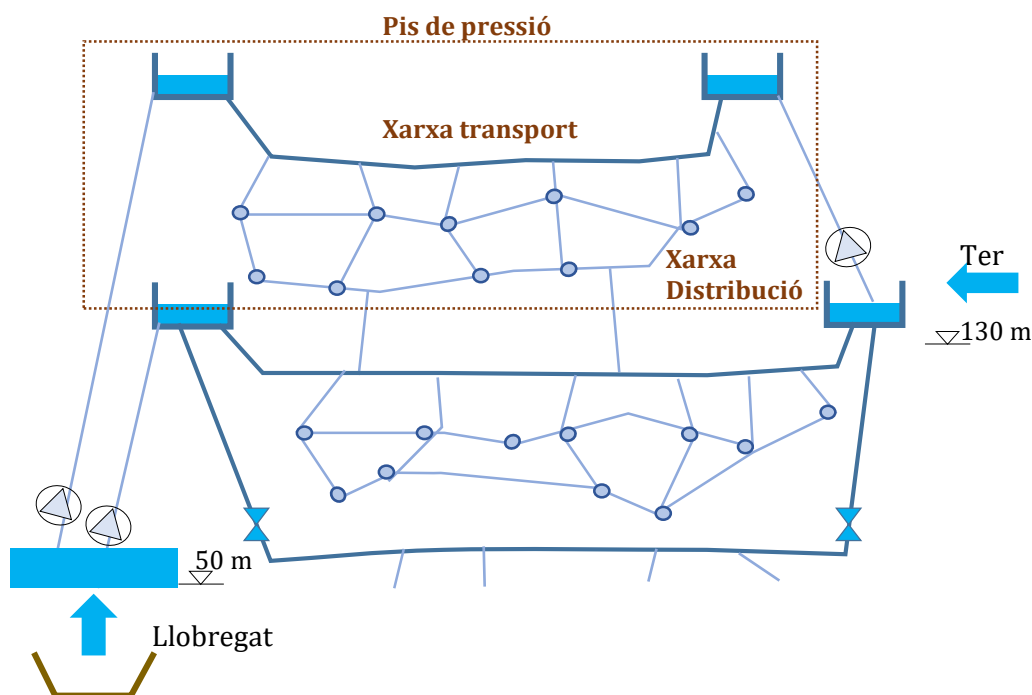 Pis de pressió
Xarxa transport
Xarxa
Distribució
Ter
130 m
50 m
Llobregat